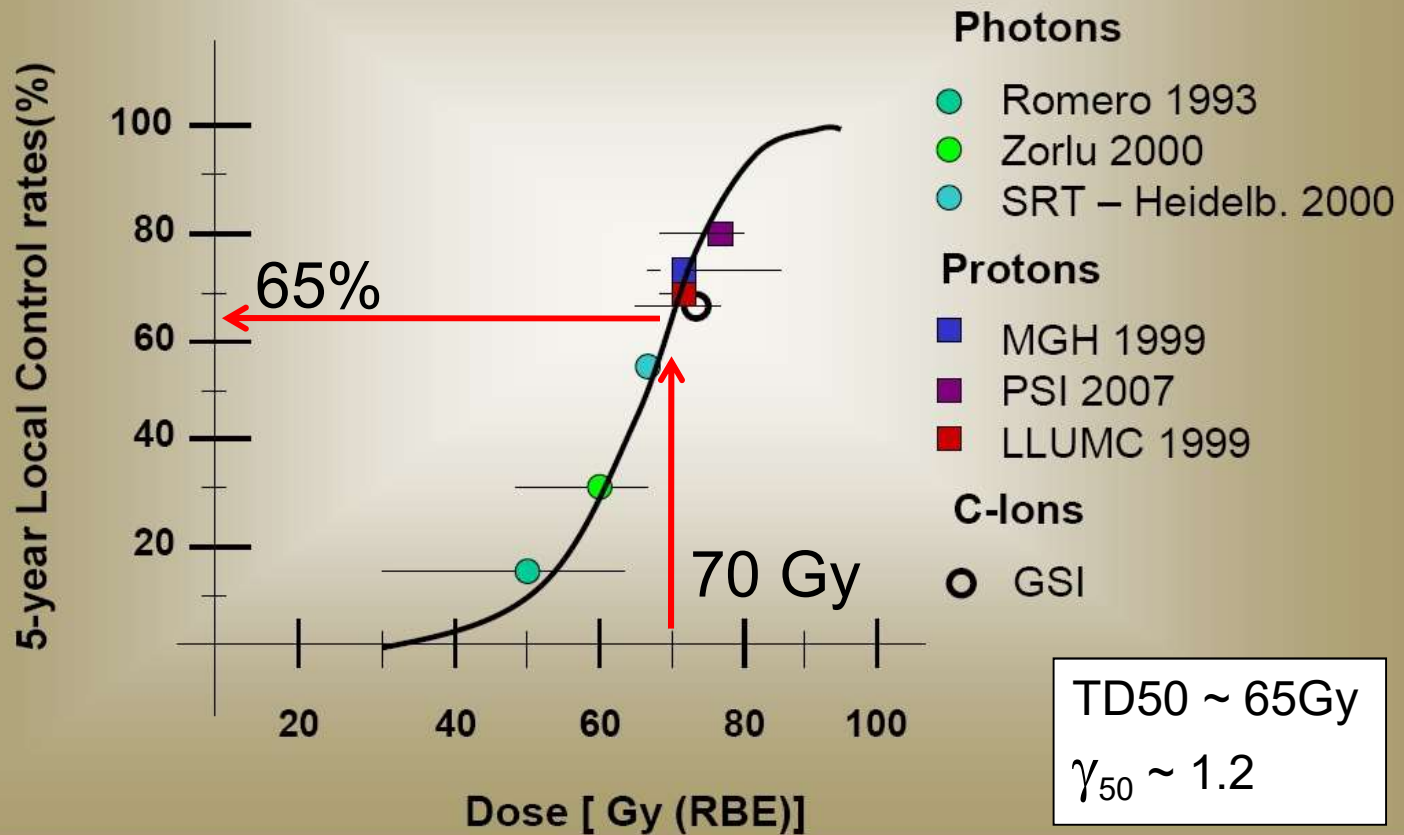 5-year Local Control rates(%)
100
80
60
40
20
65%
70 Gy
20 40 60 80 100
Dose [ Gy (RBE)]
Photons
Romero 1993
Zorlu 2000
SRT – Heidelb. 2000
Protons
MGH 1999
PSI 2007
LLUMC 1999
C-Ions
GSI
TD50 ~ 65Gy
γ50 ~ 1.2